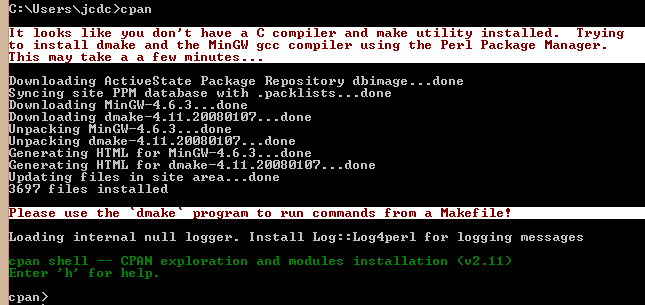 C:\Users\jcdc>cpan
It looks like you don't have a C compiler and make utility installed.  Trying
to install dmake and the MinGW gcc compiler using the Perl Package Manager.
This may take a a few minutes...
Downloading ActiveState Package Repository dbimage...done
Syncing site PPM database with .packlists...done
Downloading MinGW-4.6.3...done
Downloading dmake-4.11.20080107...done
Unpacking MinGW-4.6.3...done
Unpacking dmake-4.11.20080107...done
Generating HTML for MinGW-4.6.3...done
Generating HTML for dmake-4.11.20080107...done
Updating files in site area...done
3697 files installed
Please use the `dmake` program to run commands from a Makefile!
Loading internal null logger. Install Log::Log4perl for logging messages
cpan shell -- CPAN exploration and modules installation (v2.11)
Enter 'h' for help.
cpan>